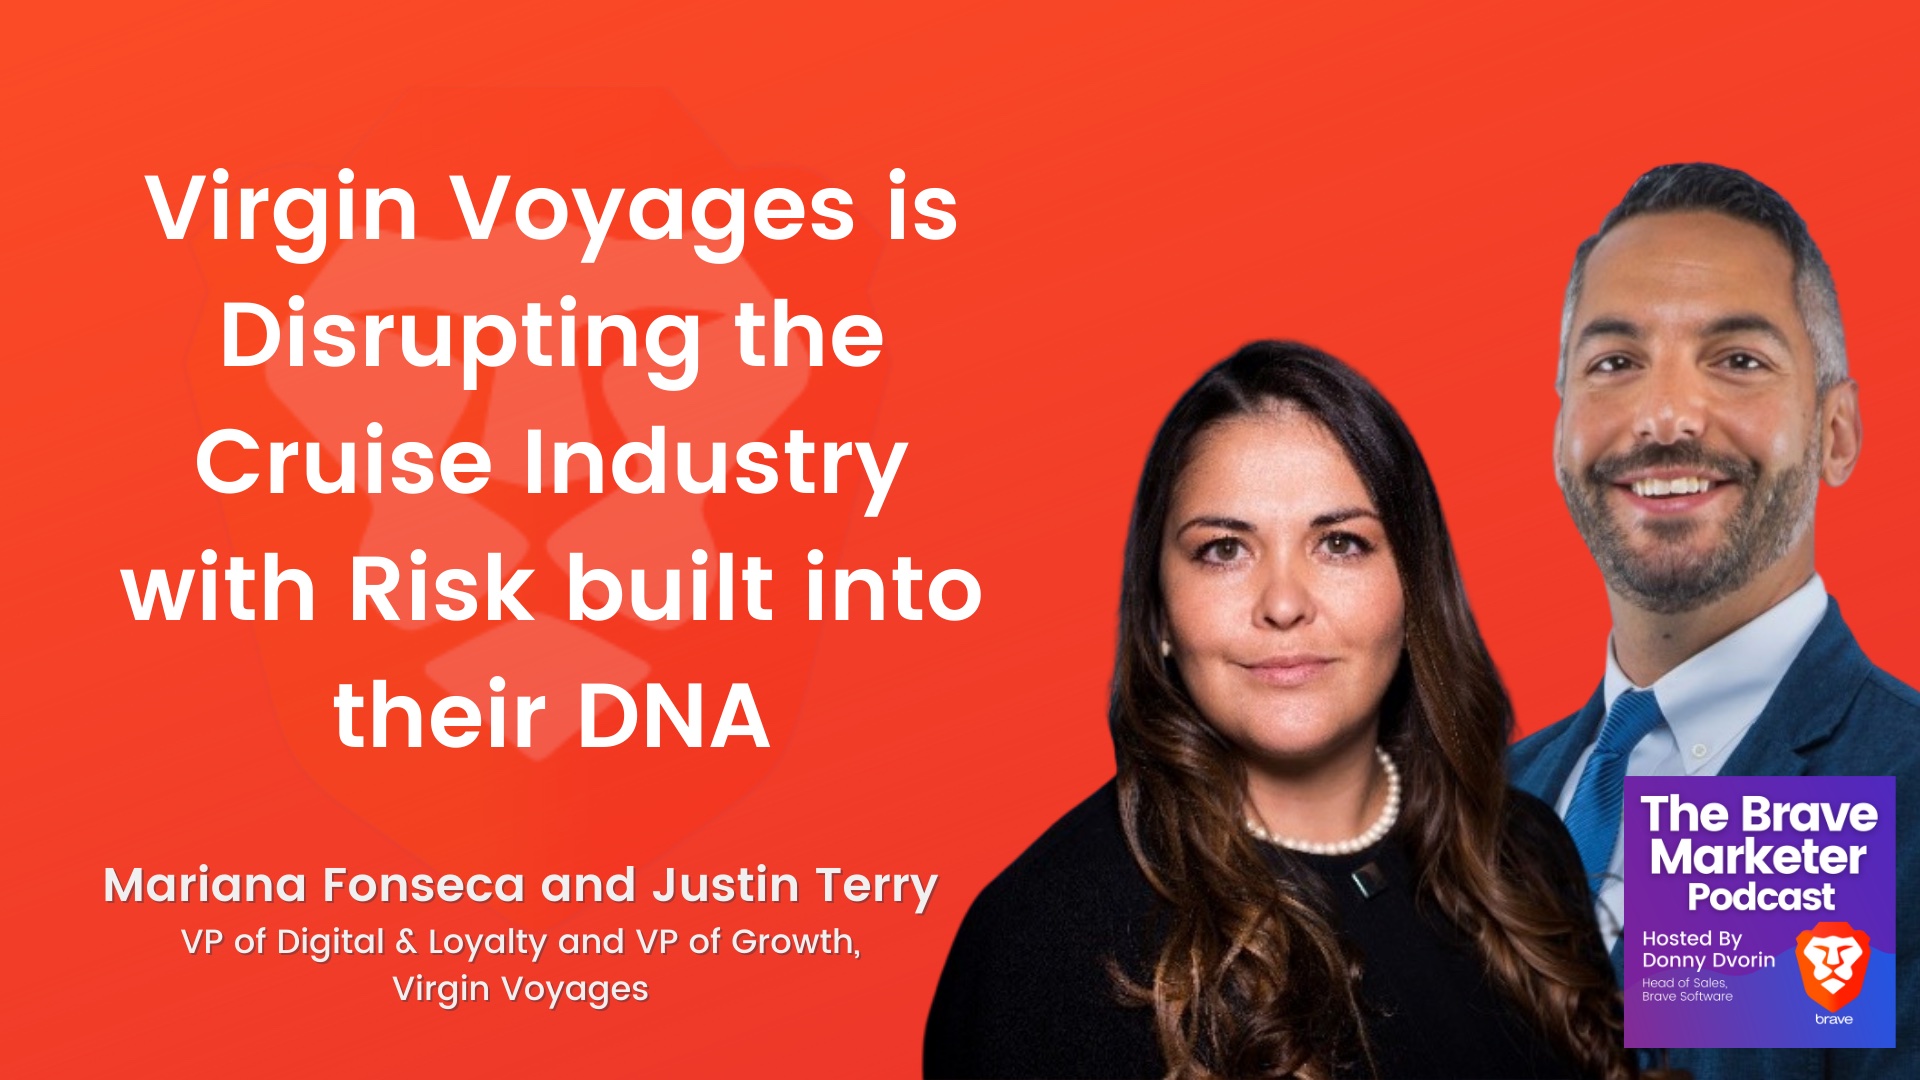 Virgin Voyages is
Disrupting the
Cruise Industry
with Risk built into
their DNA
Mariana Fonseca and Justin Terry
VP of Digital & Loyalty and VP of Growth,
Virgin Voyages
The Brave
Marketer
Podcast
Hosted By
Donny Dvorin
Head of Sales,
Brave Software
brave